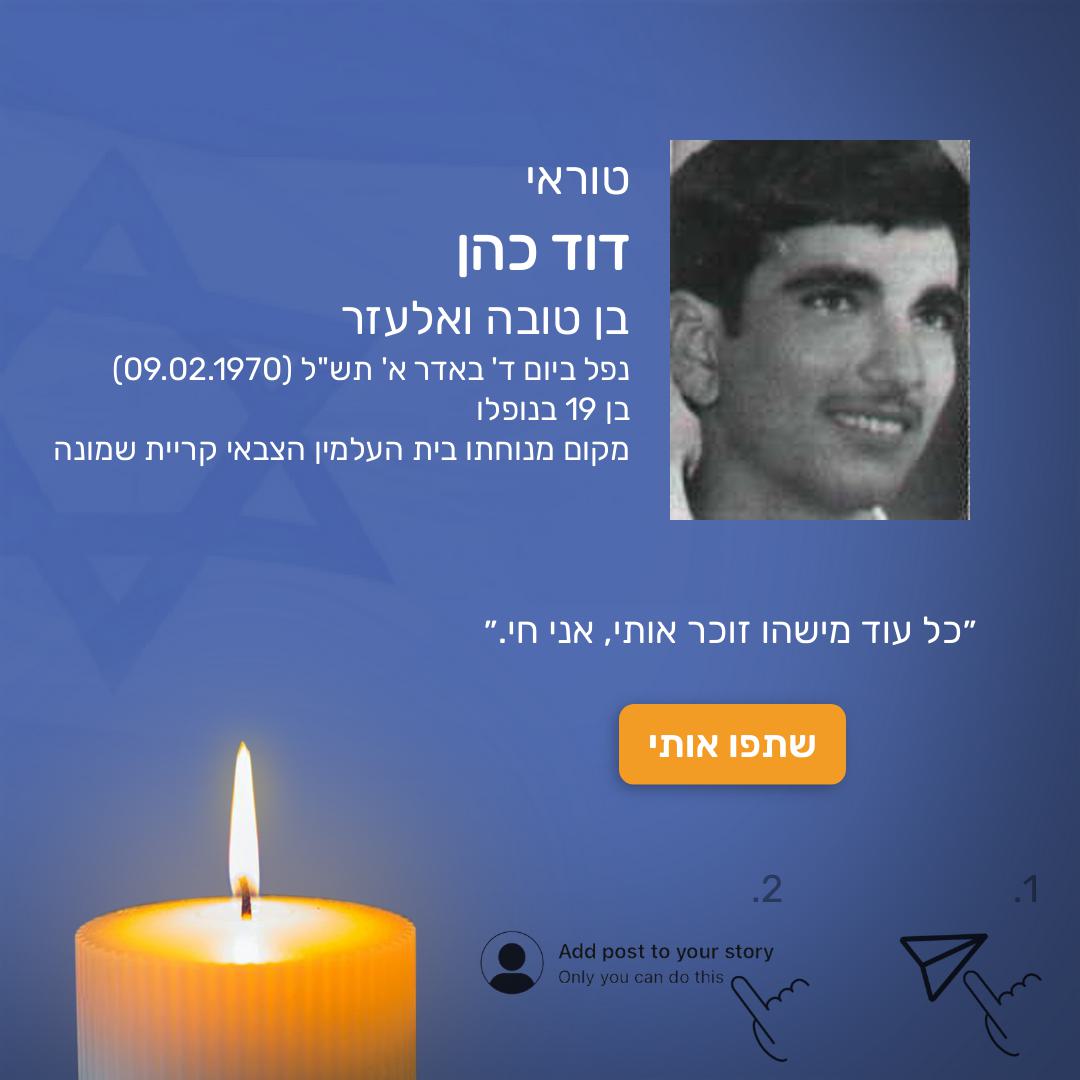 טוראי
דוד כהן
בן טובה ואלעזר
נפל ביום ד' באדר א' תש"ל (09.02.1970)
בן 19 בנופלו
מקום מנוחתו בית העלמין הצבאי קריית שמונה
״כל עוד מישהו זוכר אותי, אני חי.״
שתפו אותי
1.
2.
Add post to your story
Only you can do this